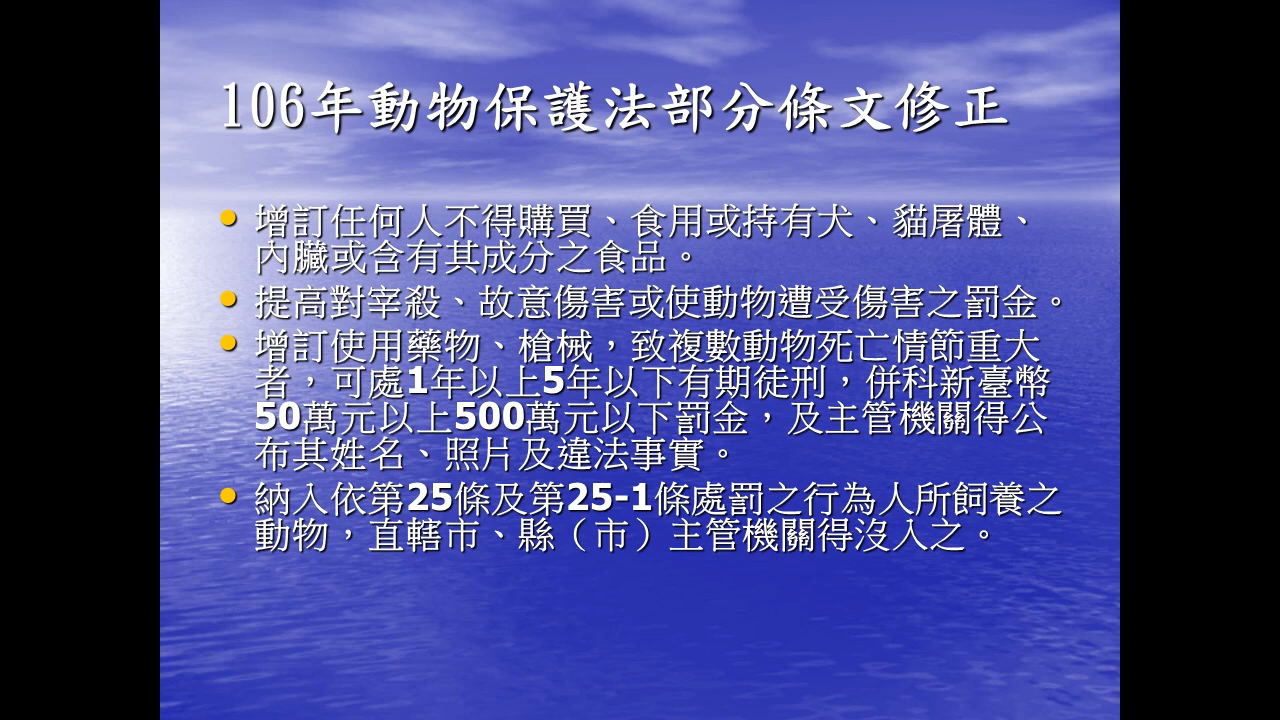 106年動物保護法部分條文修正
• 增訂任何人不得購買、食用或持有犬、貓屠體、
內臟或含有其成分之食品。
• 提高對宰殺、故意傷害或使動物遭受傷害之罰金。
• 增訂使用藥物、槍械，致複數動物死亡情節重大
者，可處1年以上5年以下有期徒刑，併科新臺幣
50萬元以上500萬元以下罰金，及主管機關得公
布其姓名、照片及違法事實。
• 納入依第25條及第25-1條處罰之行為人所飼養之
動物，直轄市、縣（市）主管機關得沒入之。